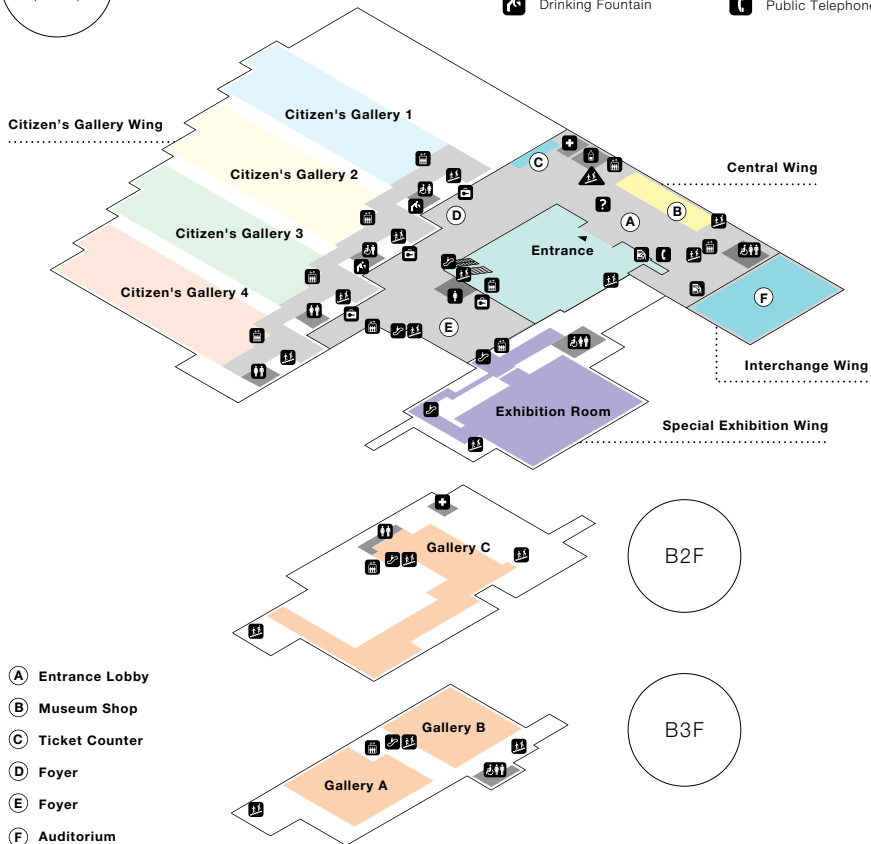 Drinking Fountain
Public Telephone
Citizen's Gallery 1
Citizen’s Gallery Wing
Citizen's Gallery 2
Citizen's Gallery 3
Citizen's Gallery 4
Central Wing
C
?
A
B
D
Entrance
F
E
Interchange Wing
Exhibition Room
Special Exhibition Wing
Gallery C
B2F
Gallery B
Gallery A
B3F
A Entrance Lobby
B Museum Shop
C Ticket Counter
D Foyer
E Foyer
F Auditorium